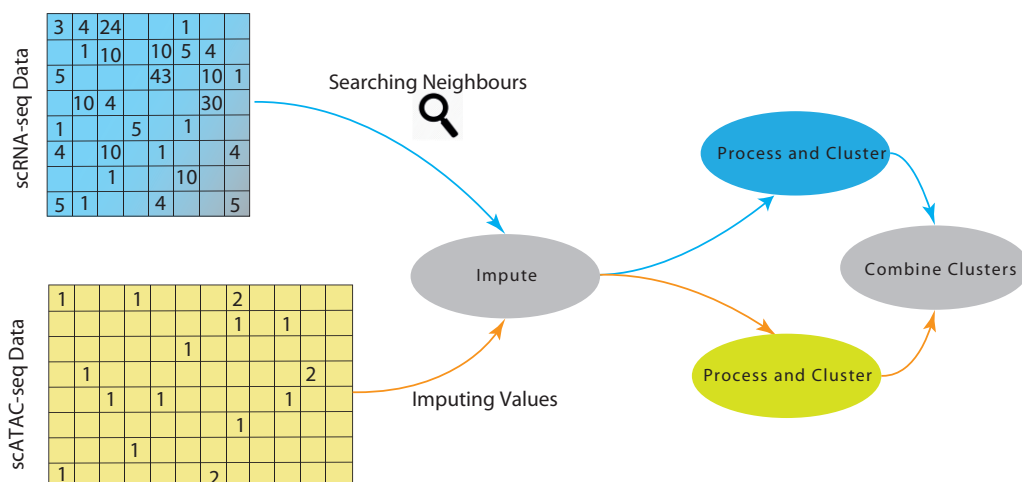 scRNA-seq Data
3 4 24 1
1 10 10 5 4
5 43 10 1
10 4 30
1 5 1
4 10 1 4
1 10
5 1 4 5
Searching Neighbours
Process and Cluster
Impute
Combine Clusters
scATAC-seq Data
1 1 2
1 1
1
1 2
1 1 1
1
1
1 2
Imputing Values
Process and Cluster